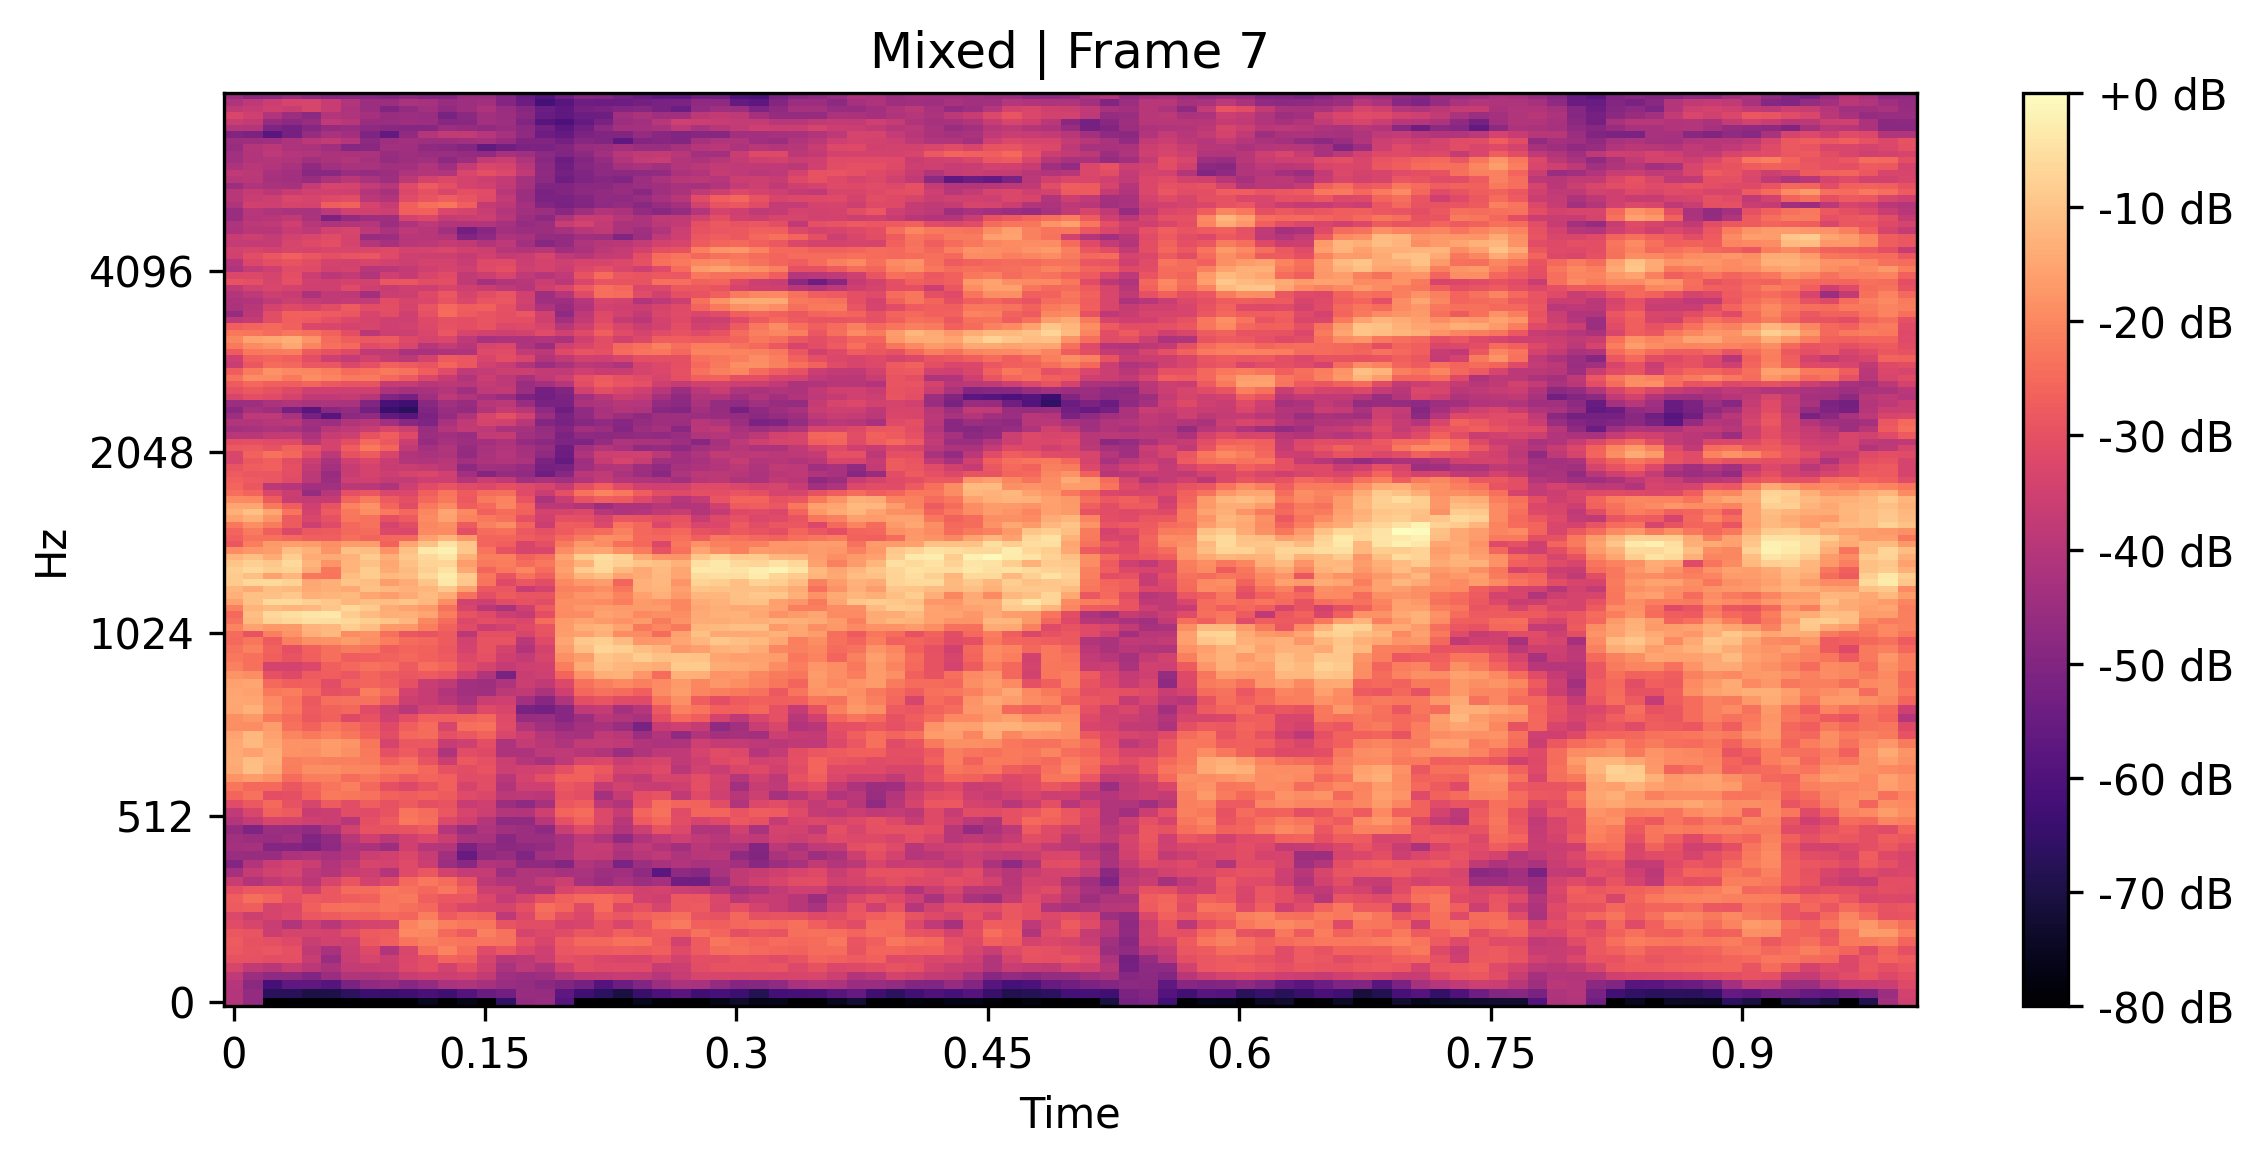 Mixed | Frame 7
Hz
4096
2048
1024
512
0
0 0.15 0.3 0.45 0.6 0.75 0.9
Time
+0 dB
-10 dB
-20 dB
-30 dB
-40 dB
-50 dB
-60 dB
-70 dB
-80 dB